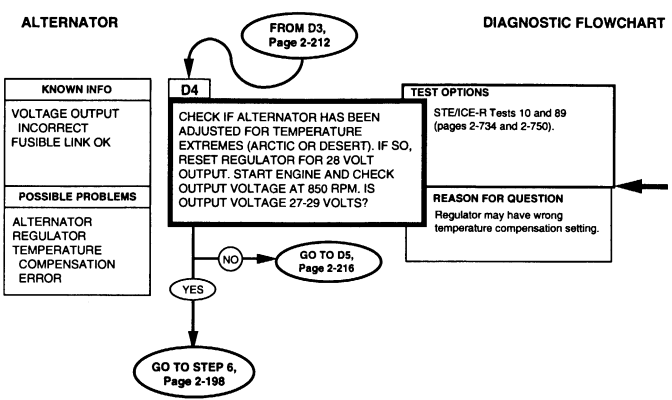 ALTERNATOR
DIAGNOSTIC FLOWCHART
FROM D3,
Page 2-212
KNOWN INFO
VOLTAGE OUTPUT
INCORRECT
FUSIBLE LINK OK
POSSIBLE PROBLEMS
ALTERNATOR
REGULATOR
TEMPERATURE
COMPENSATION
ERROR
D4
CHECK IF ALTERNATOR HAS BEEN
ADJUSTED FOR TEMPERATURE
EXTREMES (ARCTIC OR DESERT). IF SO,
RESET REGULATOR FOR 28 VOLT
OUTPUT. START ENGINE AND CHECK
OUTPUT VOLTAGE AT 850 RPM. IS
OUTPUT VOLTAGE 27-29 VOLTS?
TEST OPTIONS
STE/ICE-R Tests 10 and 89
(pages 2-734 and 2-750).
REASON FOR QUESTION
Regulator may have wrong
temperature compensation setting.
NO
GO TO D5,
Page 2-216
YES
GO TO STEP 6,
Page 2-198